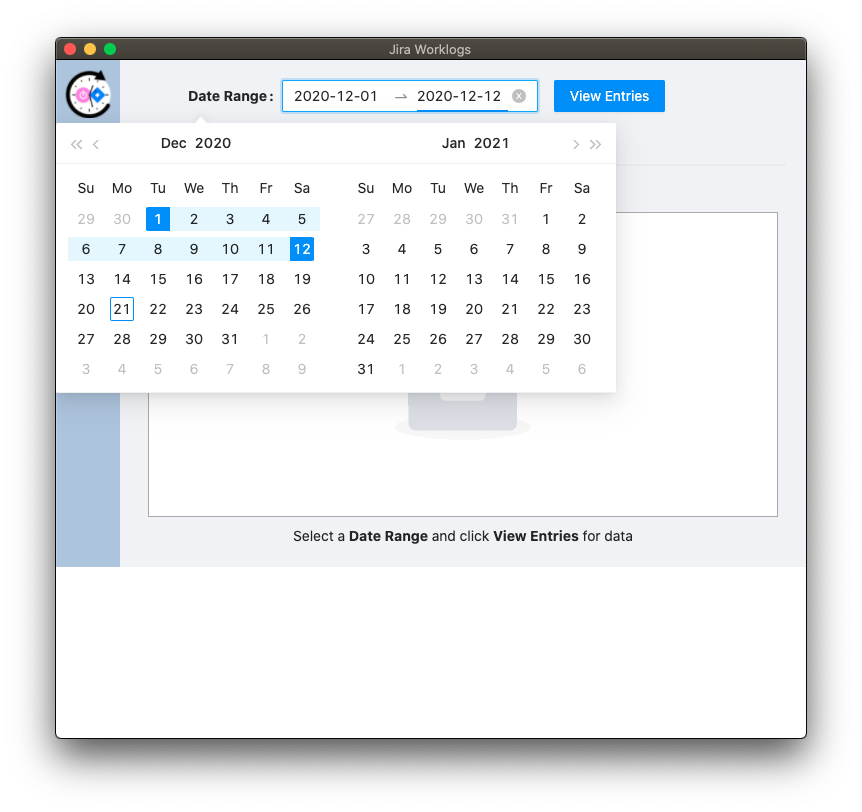 Jira Worklogs
Date Range : 2020-12-01 → 2020-12-12 View Entries
Dec 2020 Jan 2021
Su Mo Tu We Th Fr Sa Su Mo Tu We Th Fr Sa
29 30 1 2 3 4 5 27 28 29 30 31 1 2
6 7 8 9 10 11 12 3 4 5 6 7 8 9
13 14 15 16 17 18 19 10 11 12 13 14 15 16
20 21 22 23 24 25 26 17 18 19 20 21 22 23
27 28 29 30 31 1 2 24 25 26 27 28 29 30
3 4 5 6 7 8 9 31 1 2 3 4 5 6
Select a Date Range and click View Entries for data